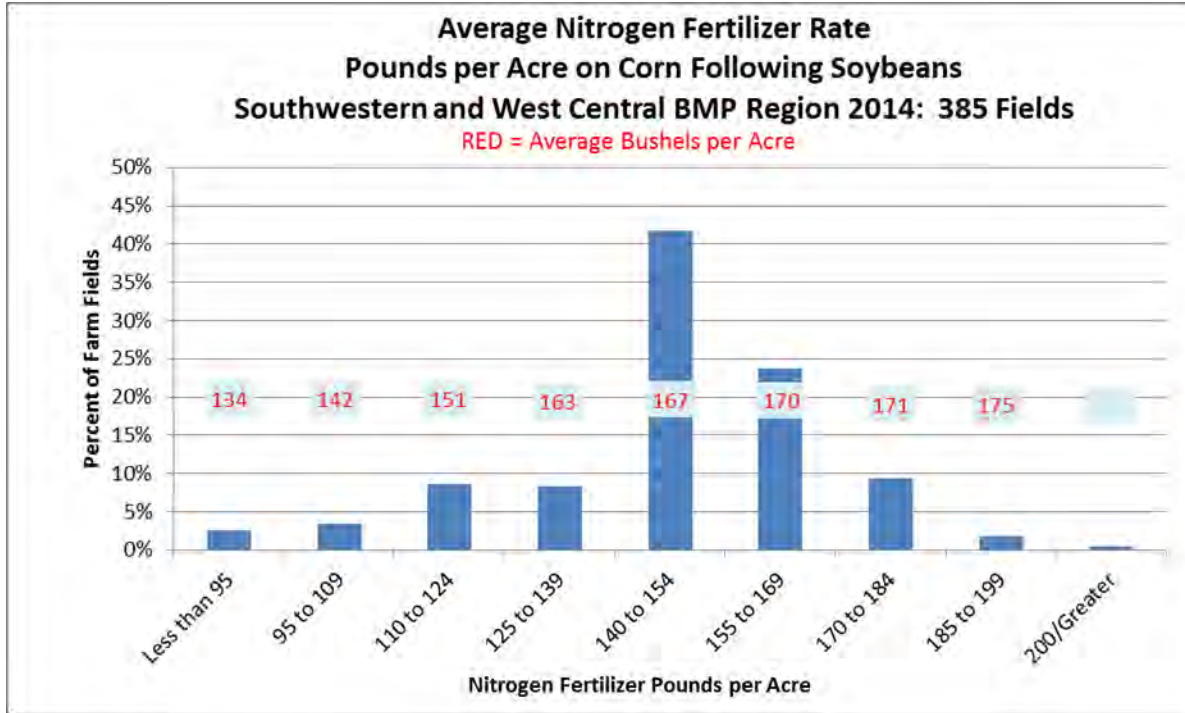 Average Nitrogen Fertilizer Rate
Pounds per Acre on Corn Following Soybeans
Southwestern and West Central BMP Region 2014: 385 Fields
RED = Average Bushels per Acre
Percent of Farm Fields
50%
45%
40%
35%
30%
25%
20%
15%
10%
5%
0%
134 142 151 163 167 170 171 175
Less than 95
95 to 109
110 to 124
125 to 139
140 to 154
155 to 169
170 to 184
185 to 199
200/Greater
Nitrogen Fertilizer Pounds per Acre